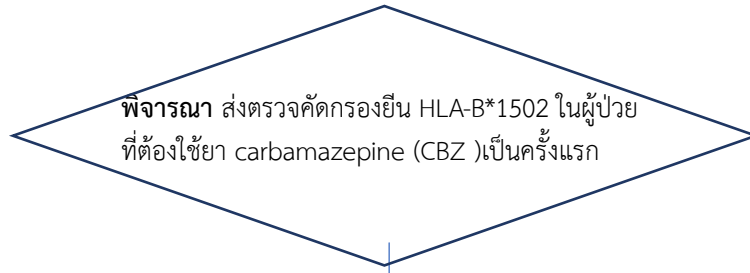 พิจารณา ส่งตรวจคัดกรองยีน HLA-B*1502 ในผู้ป่วย
ที่ต้องใช้ยา carbamazepine (CBZ )เป็นครั้งแรก